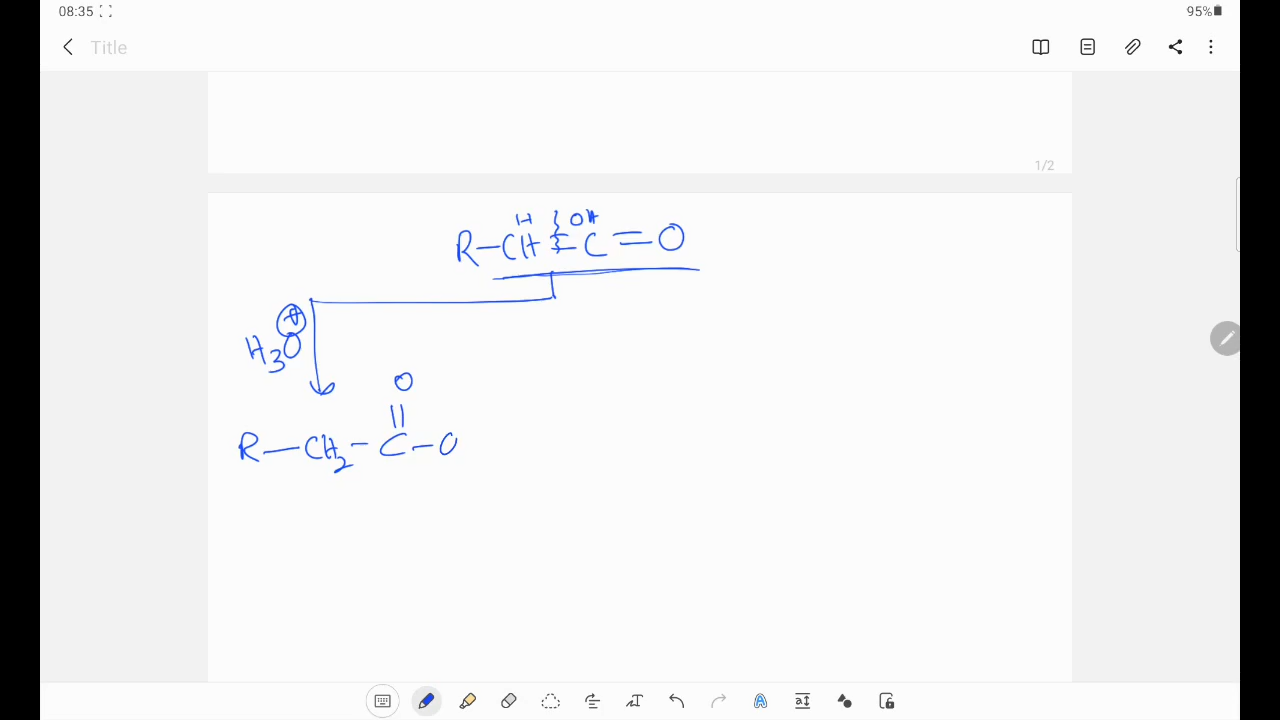 08:35
95%
Title
1/2
H OH
R-CH=C=O
H3O⊕
O
||
R-CH2-C-O